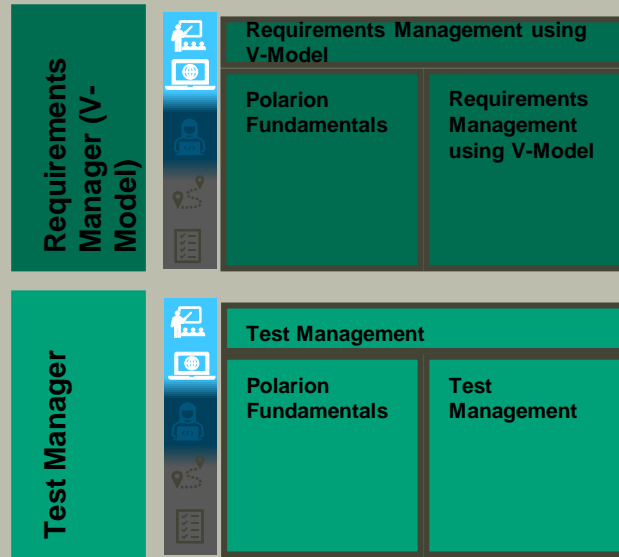 Requirements
Manager (V-
Model)
Requirements Management using
V-Model
Polarion
Fundamentals
Requirements
Management
using V-Model
Test Manager
Test Management
Polarion
Fundamentals
Test
Management